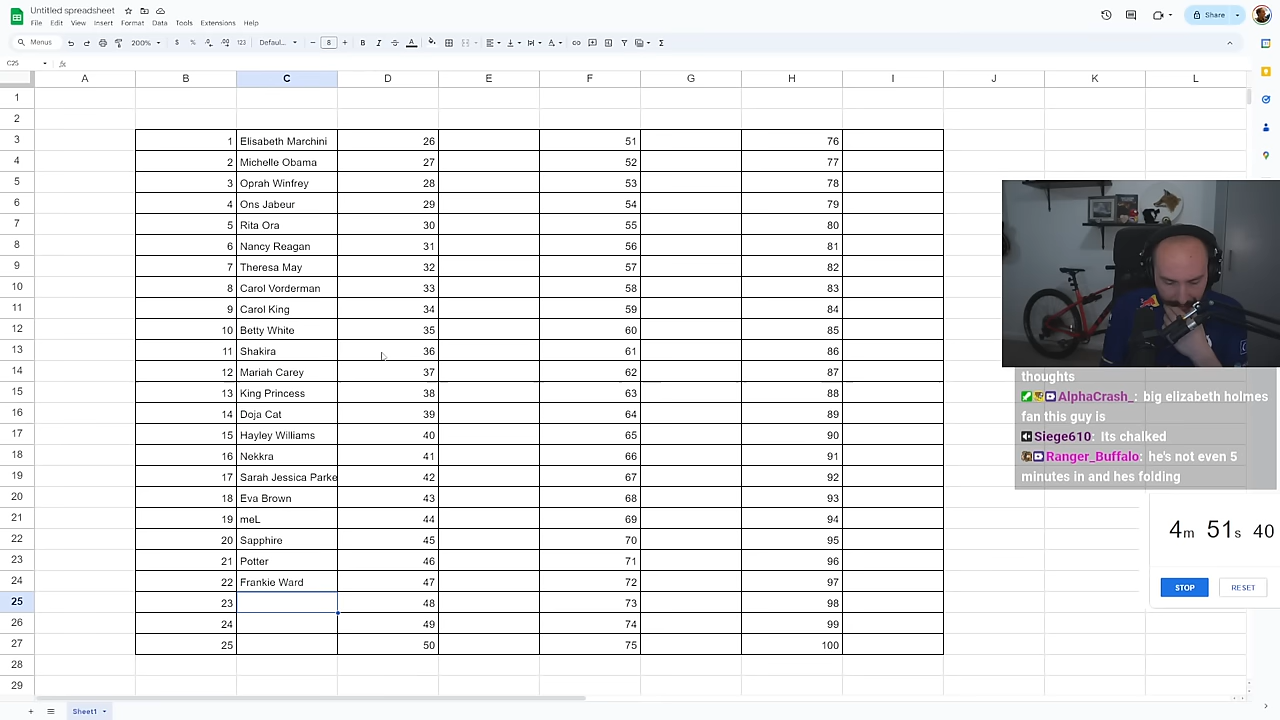 Untitled spreadsheet
File Edit View Insert Format Data Tools Extensions Help
Share
Menus 200% $ % .0 .00 123 Defaul... 8 B I A
C25 fx
A B C D E F G H I J K L
1
2
3 1 Elisabeth Marchini 26 51 76
4 2 Michelle Obama 27 52 77
5 3 Oprah Winfrey 28 53 78
6 4 Ons Jabeur 29 54 79
7 5 Rita Ora 30 55 80
8 6 Nancy Reagan 31 56 81
9 7 Theresa May 32 57 82
10 8 Carol Vorderman 33 58 83
11 9 Carol King 34 59 84
12 10 Betty White 35 60 85
13 11 Shakira 36 61 86
14 12 Mariah Carey 37 62 87
15 13 King Princess 38 63 88
16 14 Doja Cat 39 64 89
17 15 Hayley Williams 40 65 90
18 16 Nekkra 41 66 91
19 17 Sarah Jessica Parke 42 67 92
20 18 Eva Brown 43 68 93
21 19 meL 44 69 94
22 20 Sapphire 45 70 95
23 21 Potter 46 71 96
24 22 Frankie Ward 47 72 97
25 23 48 73 98
26 24 49 74 99
27 25 50 75 100
28
29
thoughts
AlphaCrash_: big elizabeth holmes
fan this guy is
Siege610: Its chalked
Ranger_Buffalo: he's not even 5
minutes in and hes folding
4m 51s 40
STOP RESET
Sheet1